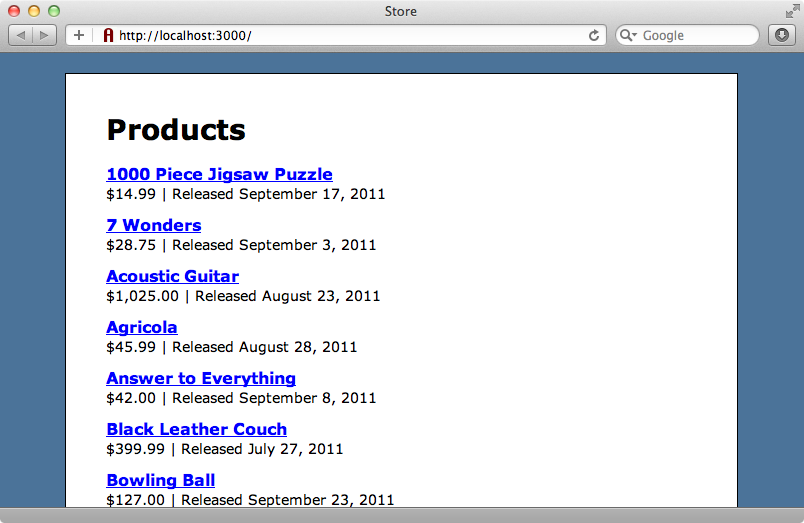 Store
http://localhost:3000/
Google
Products
1000 Piece Jigsaw Puzzle
$14.99 | Released September 17, 2011
7 Wonders
$28.75 | Released September 3, 2011
Acoustic Guitar
$1,025.00 | Released August 23, 2011
Agricola
$45.99 | Released August 28, 2011
Answer to Everything
$42.00 | Released September 8, 2011
Black Leather Couch
$399.99 | Released July 27, 2011
Bowling Ball
$127.00 | Released September 23, 2011